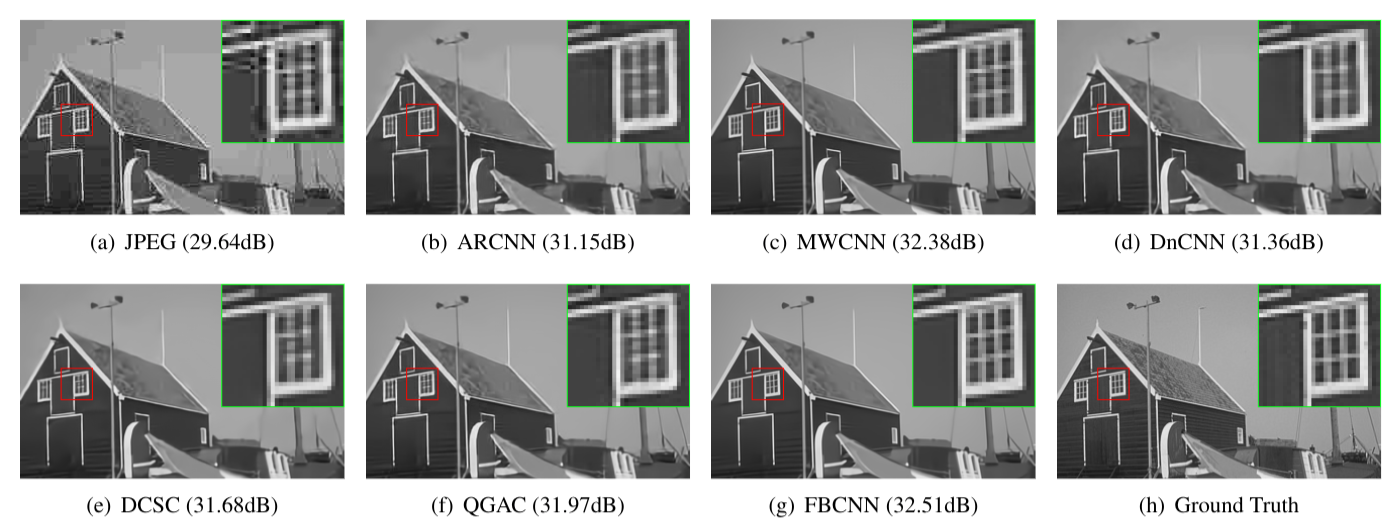 (a) JPEG (29.64dB)
(b) ARCNN (31.15dB)
(c) MWCNN (32.38dB)
(d) DnCNN (31.36dB)
(e) DCSC (31.68dB)
(f) QGAC (31.97dB)
(g) FBCNN (32.51dB)
(h) Ground Truth